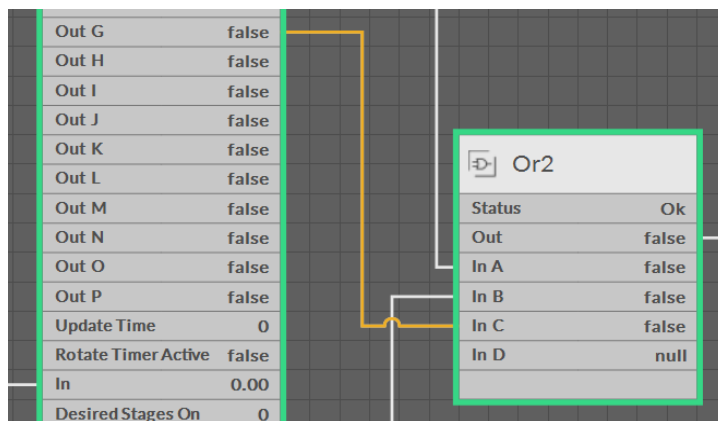 Out G false
Out H false
Out I false
Out J false
Out K false
Out L false
Out M false
Out N false
Out O false
Out P false
Update Time 0
Rotate Timer Active false
In 0.00
Desired Stages On 0
Or2
Status Ok
Out false
In A false
In B false
In C false
In D null